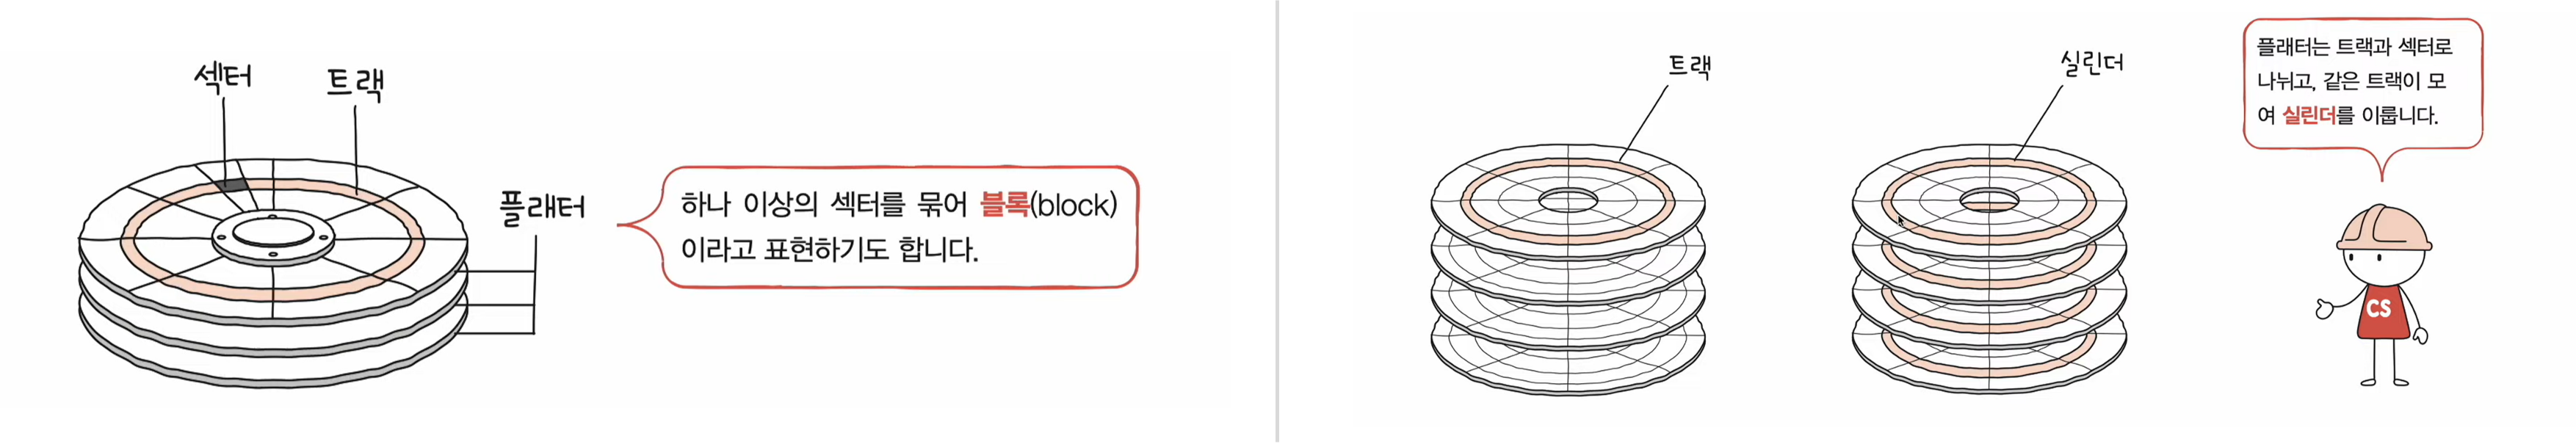 섹터
트랙
플래터
하나 이상의 섹터를 묶어 블록(block)
이라고 표현하기도 합니다.
트랙
실린더
플래터는 트랙과 섹터로
나뉘고, 같은 트랙이 모
여 실린더를 이룹니다.
CS